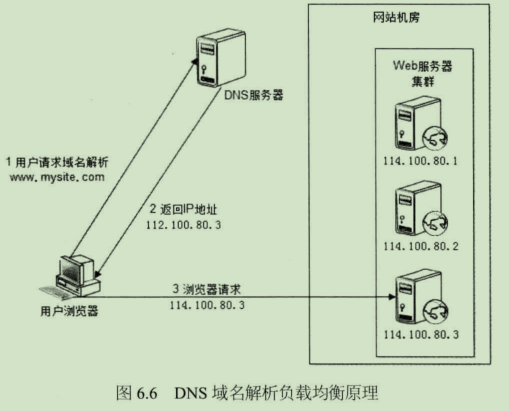 网站机房
Web服务器
集群
DNS服务器
114.100.80.1
1 用户请求域名解析
www.mysite.com
2 返回IP地址
112.100.80.3
114.100.80.2
3 浏览器请求
114.100.80.3
用户浏览器
114.100.80.3
图 6.6 DNS 域名解析负载均衡原理